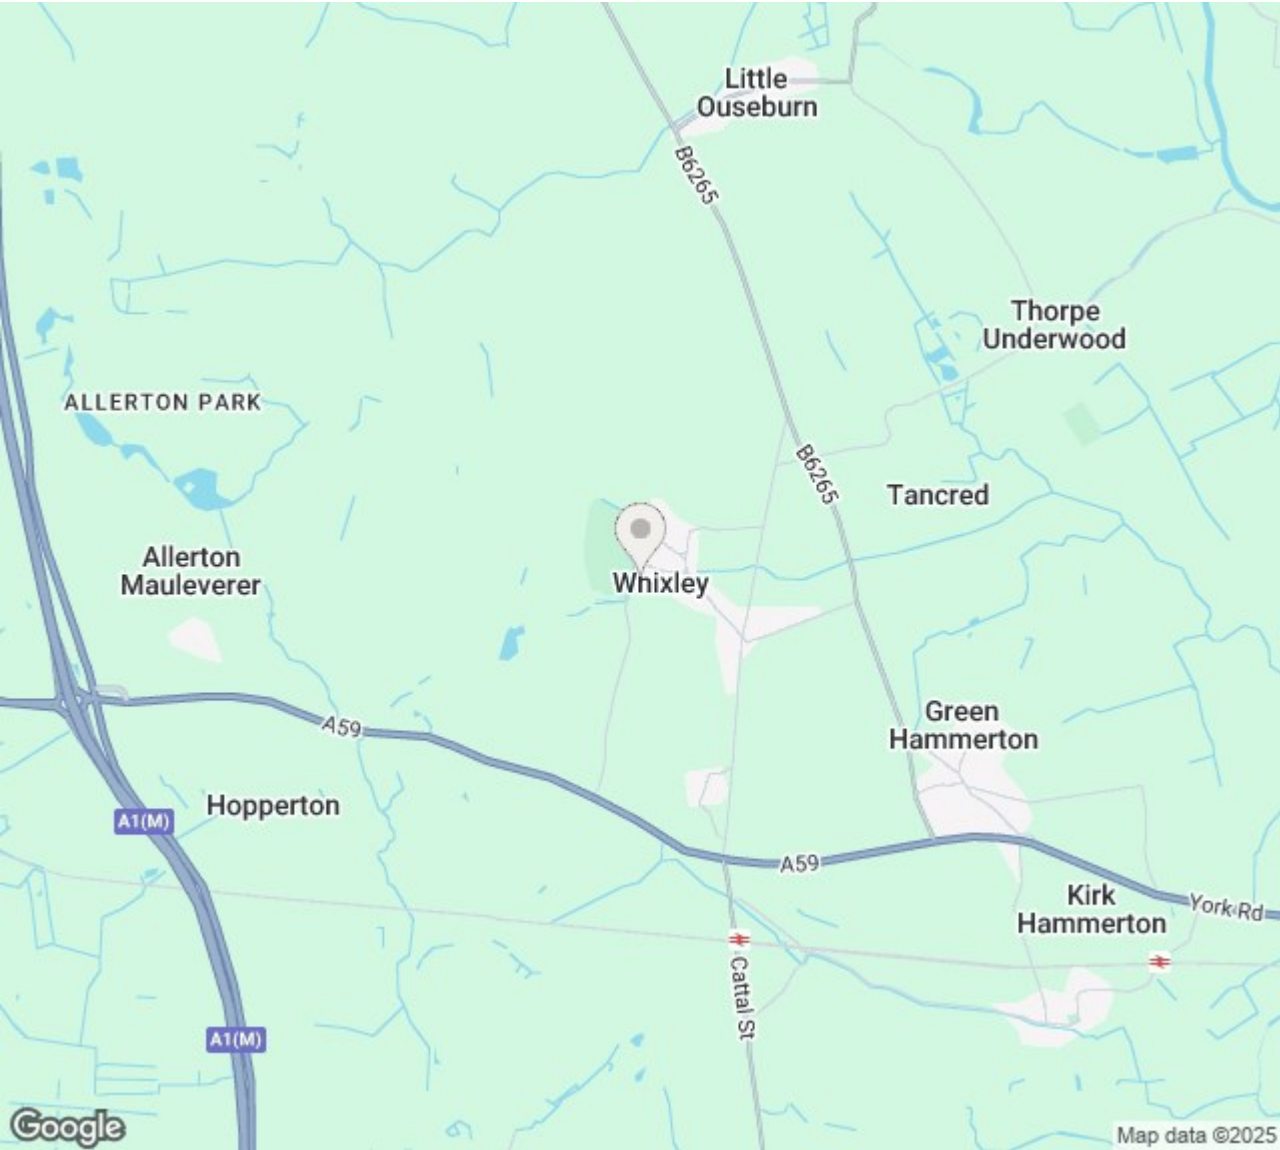 Little
Ouseburn
B6265
Thorpe
Underwood
ALLERTON PARK
B6265
Tancred
Allerton
Mauleverer
Whixley
Green
Hammerton
A59
Hopperton
A1(M)
A59
Kirk
Hammerton
York Rd
Cattal St
A1(M)
Google
Map data ©2025